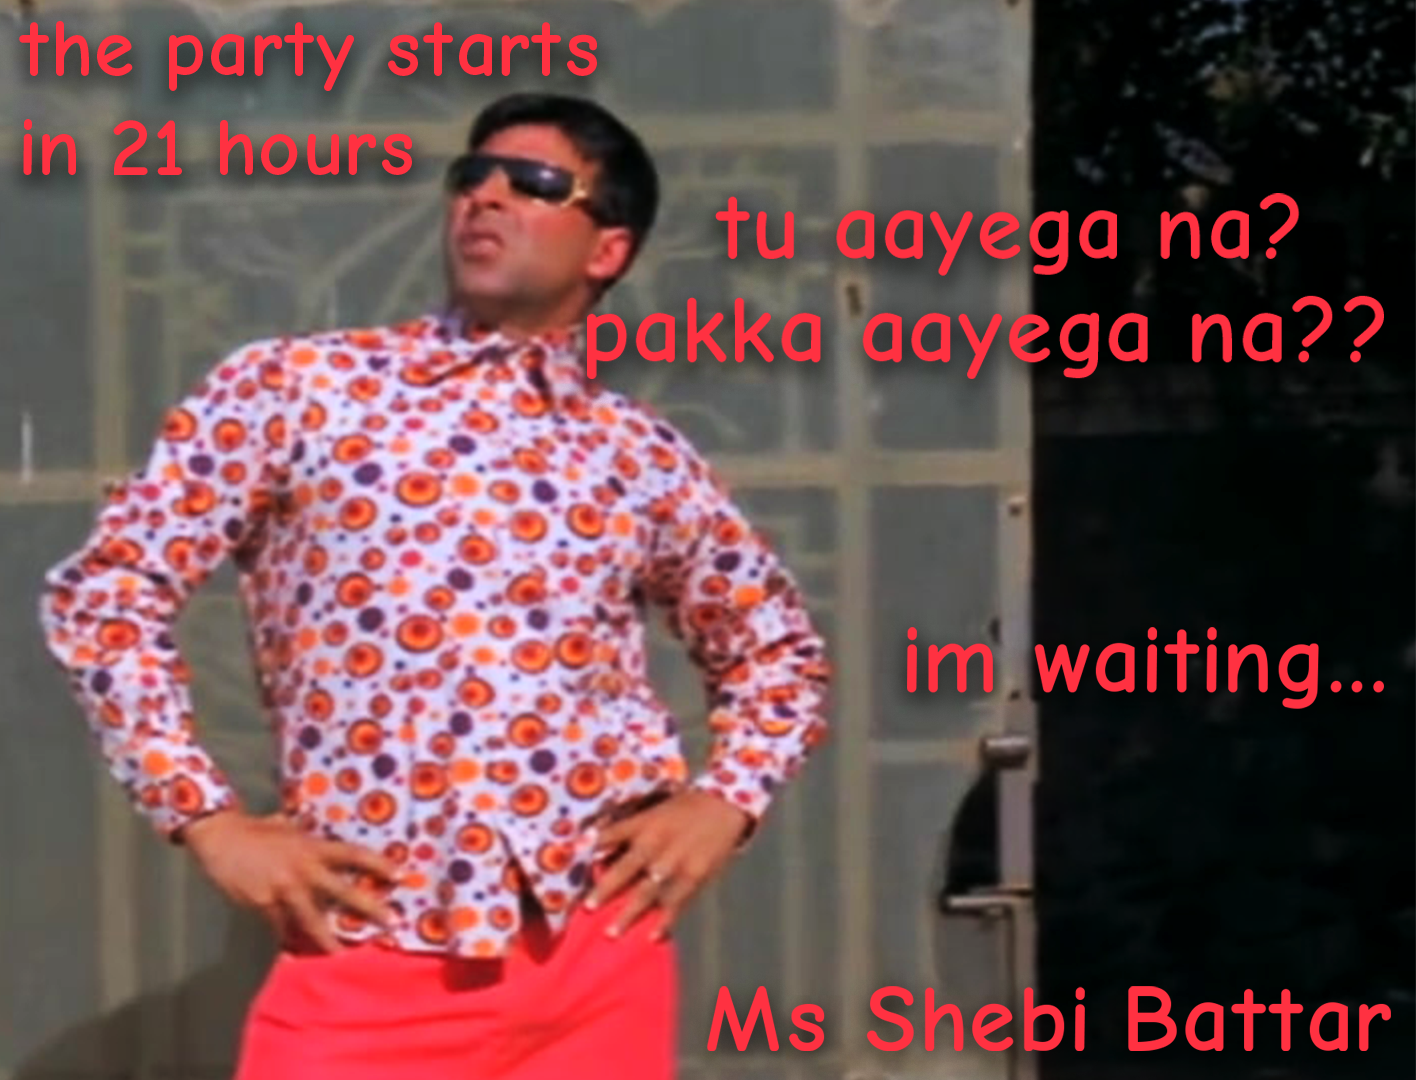 the party starts
in 21 hours
tu aayega na?
pakka aayega na??
im waiting...
Ms Shebi Battar